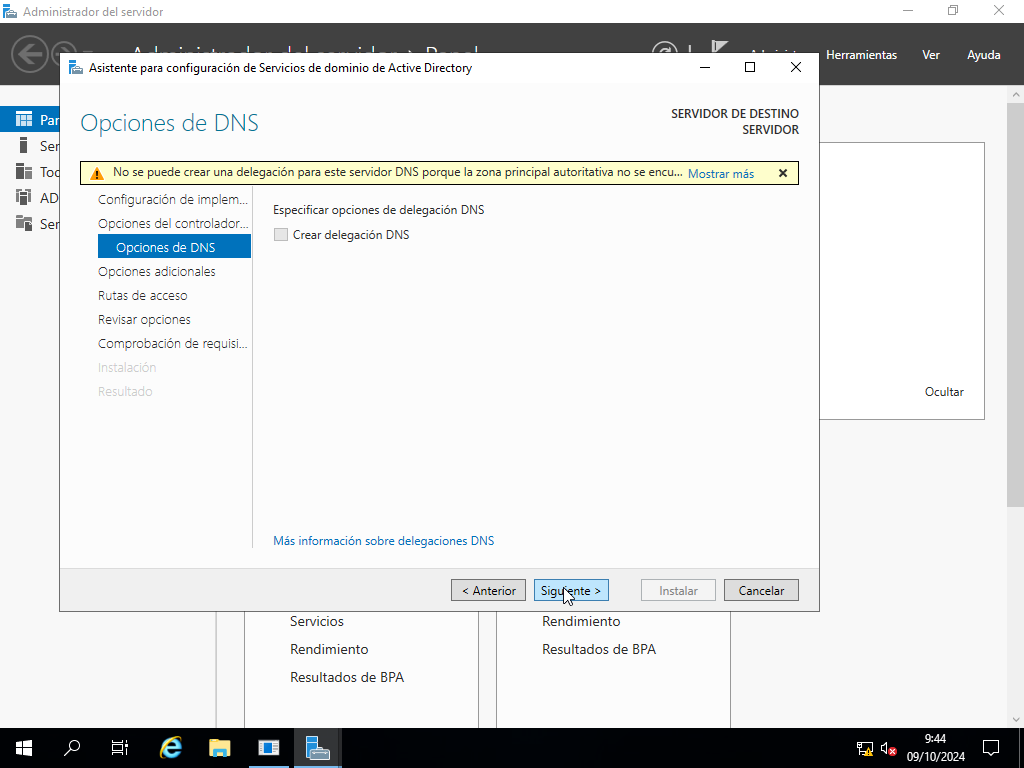 Administrador del servidor
Herramientas
Ver
Ayuda
Asistente para configuración de Servicios de dominio de Active Directory
Opciones de DNS
SERVIDOR DE DESTINO
SERVIDOR
No se puede crear una delegación para este servidor DNS porque la zona principal autoritativa no se encu... Mostrar más
Configuración de implem...
Opciones del controlador...
Opciones de DNS
Opciones adicionales
Rutas de acceso
Revisar opciones
Comprobación de requisi...
Instalación
Resultado
Especificar opciones de delegación DNS
Crear delegación DNS
Más información sobre delegaciones DNS
< Anterior
Siguiente >
Instalar
Cancelar
Ocultar
Servicios
Rendimiento
Resultados de BPA
Rendimiento
Resultados de BPA
9:44
09/10/2024